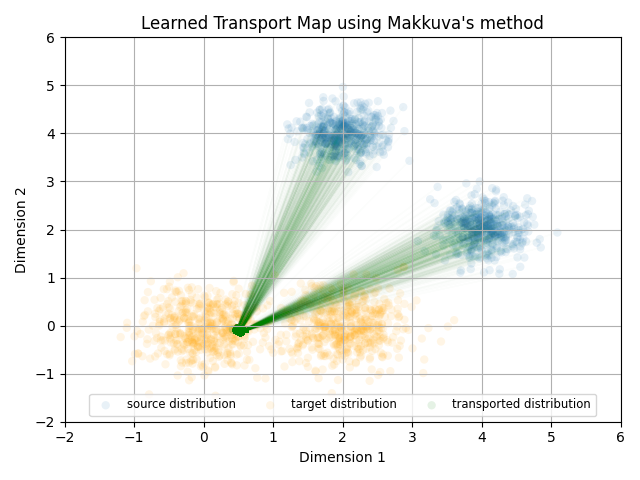 Learned Transport Map using Makkuva's method
6
5
4
3
2
1
0
−1
−2
Dimension 2
source distribution target distribution transported distribution
−2 −1 0 1 2 3 4 5 6
Dimension 1